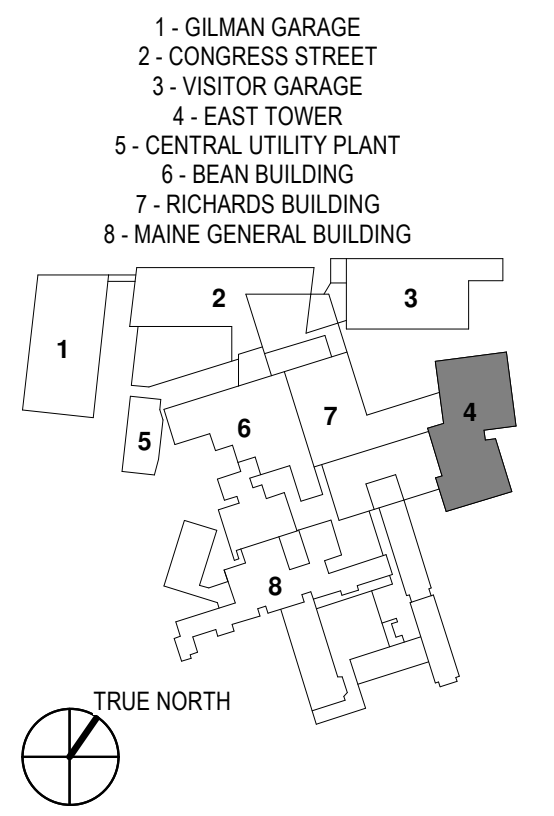 1 - GILMAN GARAGE
2 - CONGRESS STREET
3 - VISITOR GARAGE
4 - EAST TOWER
5 - CENTRAL UTILITY PLANT
6 - BEAN BUILDING
7 - RICHARDS BUILDING
8 - MAINE GENERAL BUILDING
2
3
1
4
7
6
5
8
TRUE NORTH